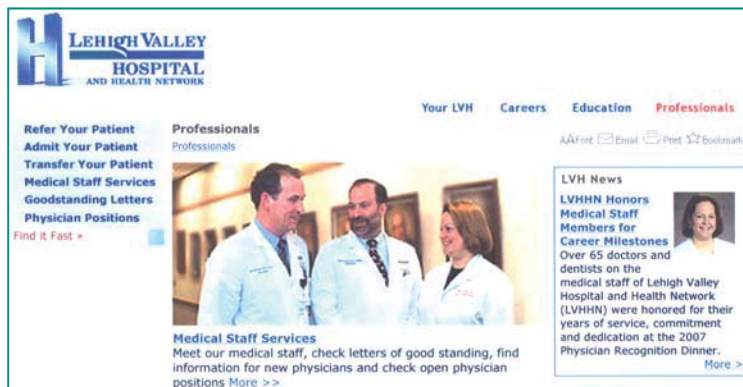 LEHIGH VALLEY
HOSPITAL
AND HEALTH NETWORK
Your LVH Careers Education Professionals
Refer Your Patient
Admit Your Patient
Transfer Your Patient
Medical Staff Services
Goodstanding Letters
Physician Positions
Find it Fast »
Professionals
Professionals
AAFont Email Print Bookmark
Medical Staff Services
Meet our medical staff, check letters of good standing, find
information for new physicians and check open physician
positions More >>
LVH News
LVHHN Honors
Medical Staff
Members for
Career Milestones
Over 65 doctors and
dentists on the
medical staff of Lehigh Valley
Hospital and Health Network
(LVHHN) were honored for their
years of service, commitment
and dedication at the 2007
Physician Recognition Dinner.
More >